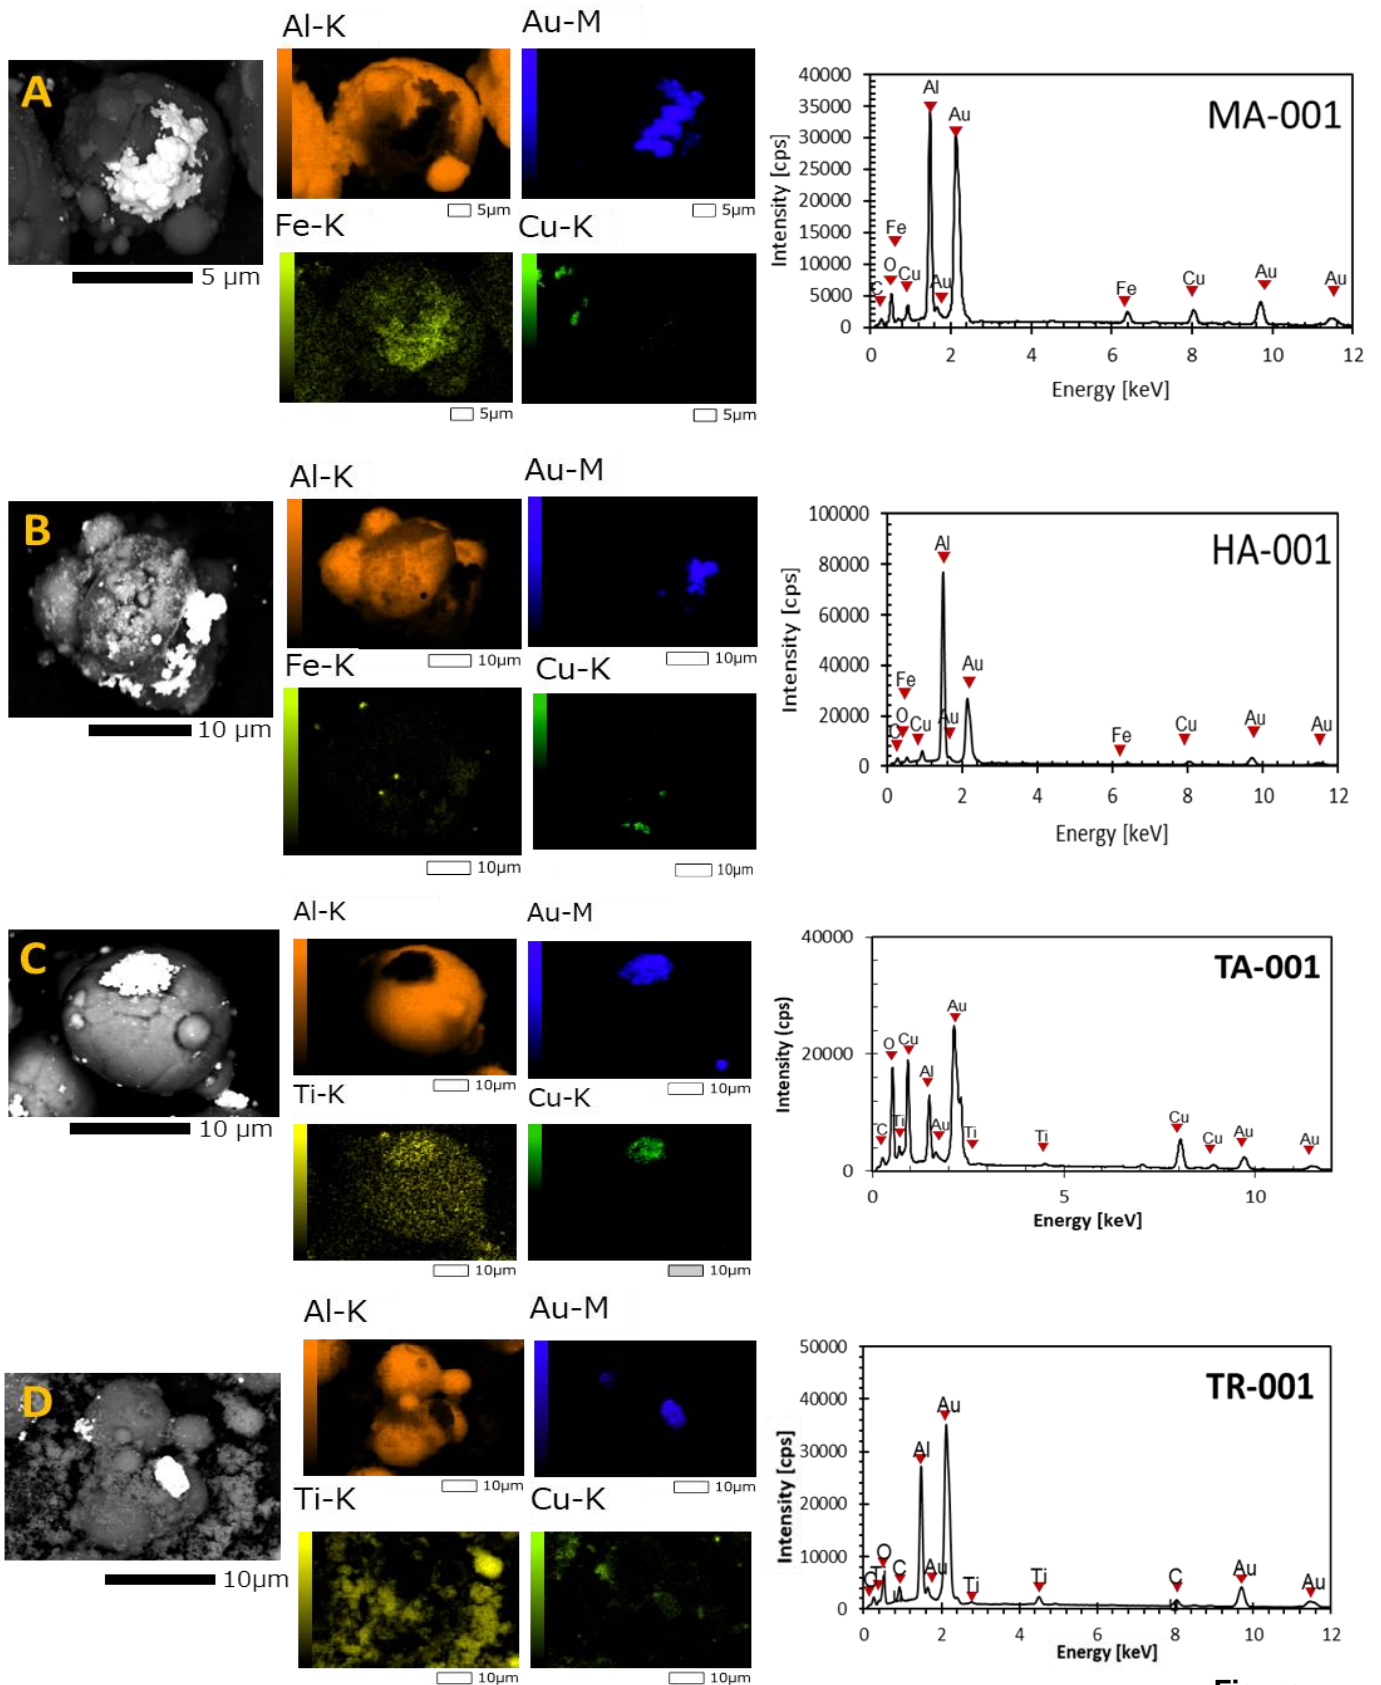 Al-K Au-M
A
5 µm
5µm 5µm
Fe-K Cu-K
5µm 5µm
40000
35000
30000
25000
20000
15000
10000
5000
0
Intensity [cps]
MA-001
Al
Au
Fe
O
Cu
C
Au
Fe
Cu
Au
Au
0 2 4 6 8 10 12
Energy [keV]
Al-K Au-M
B
10 µm
10µm 10µm
Fe-K Cu-K
10µm 10µm
100000
80000
60000
40000
20000
0
Intensity [cps]
HA-001
Al
Au
Fe
O
Cu
C
Au
Fe
Cu
Au
Au
0 2 4 6 8 10 12
Energy [keV]
Al-K Au-M
C
10 µm
10µm 10µm
Ti-K Cu-K
10µm 10µm
40000
20000
0
Intensity (cps)
TA-001
Au
O
Cu
Al
Ti
C
Au
Ti
Ti
Cu
Cu
Au
Au
0 5 10
Energy [keV]
Al-K Au-M
D
10µm
10µm 10µm
Ti-K Cu-K
10µm 10µm
50000
40000
30000
20000
10000
0
Intensity [cps]
TR-001
Au
Al
O
C
Ti
C
Au
Ti
Ti
C
Au
Au
0 2 4 6 8 10 12
Energy [keV]